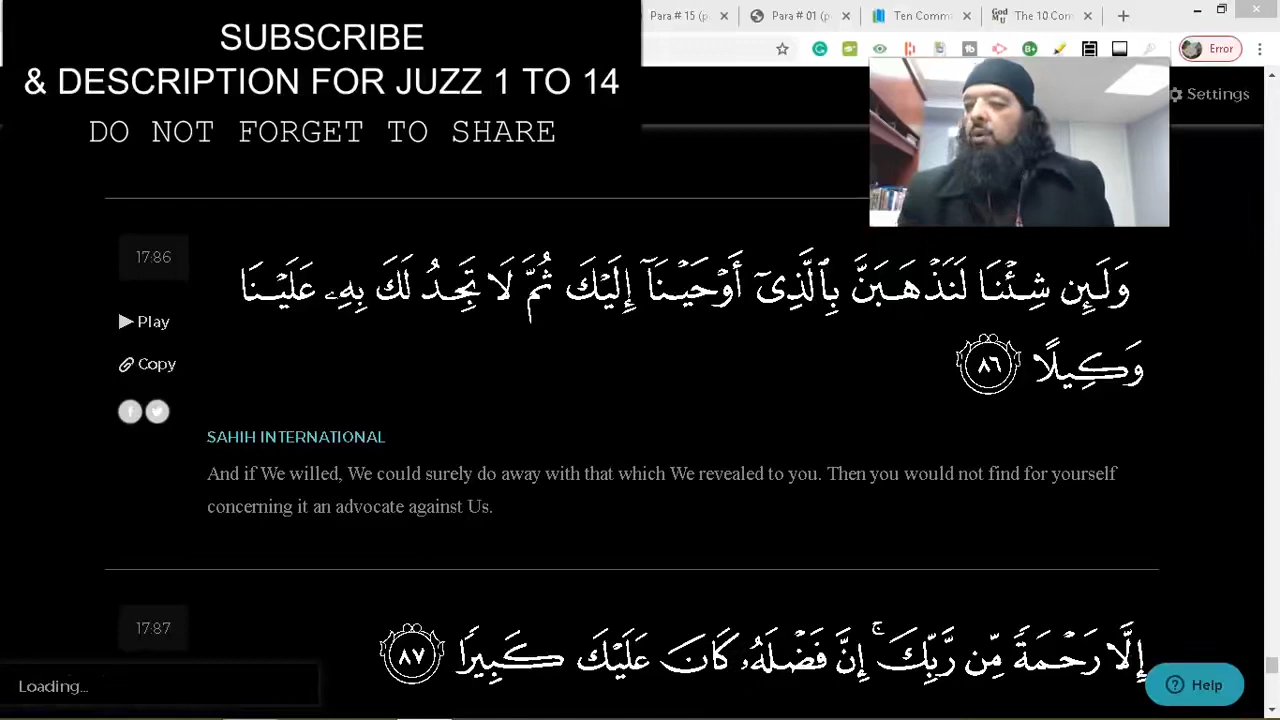 SUBSCRIBE
& DESCRIPTION FOR JUZZ 1 TO 14
DO NOT FORGET TO SHARE
Para # 15 (p
Para # 01 (p
Ten Comm
The 10 Con
Error
Settings
17:86
وَلَئِن شِئْنَا لَنَذْهَبَنَّ بِٱلَّذِىٓ أَوْحَيْنَآ إِلَيْكَ ثُمَّ لَا تَجِدُ لَكَ بِهِۦ عَلَيْنَا
وَكِيلًا ٨٦
Play
Copy
SAHIH INTERNATIONAL
And if We willed, We could surely do away with that which We revealed to you. Then you would not find for yourself
concerning it an advocate against Us.
17:87
إِلَّا رَحْمَةً مِّن رَّبِّكَ ۚ إِنَّ فَضْلَهُۥ كَانَ عَلَيْكَ كَبِيرًا ٨٧
Loading...
Help